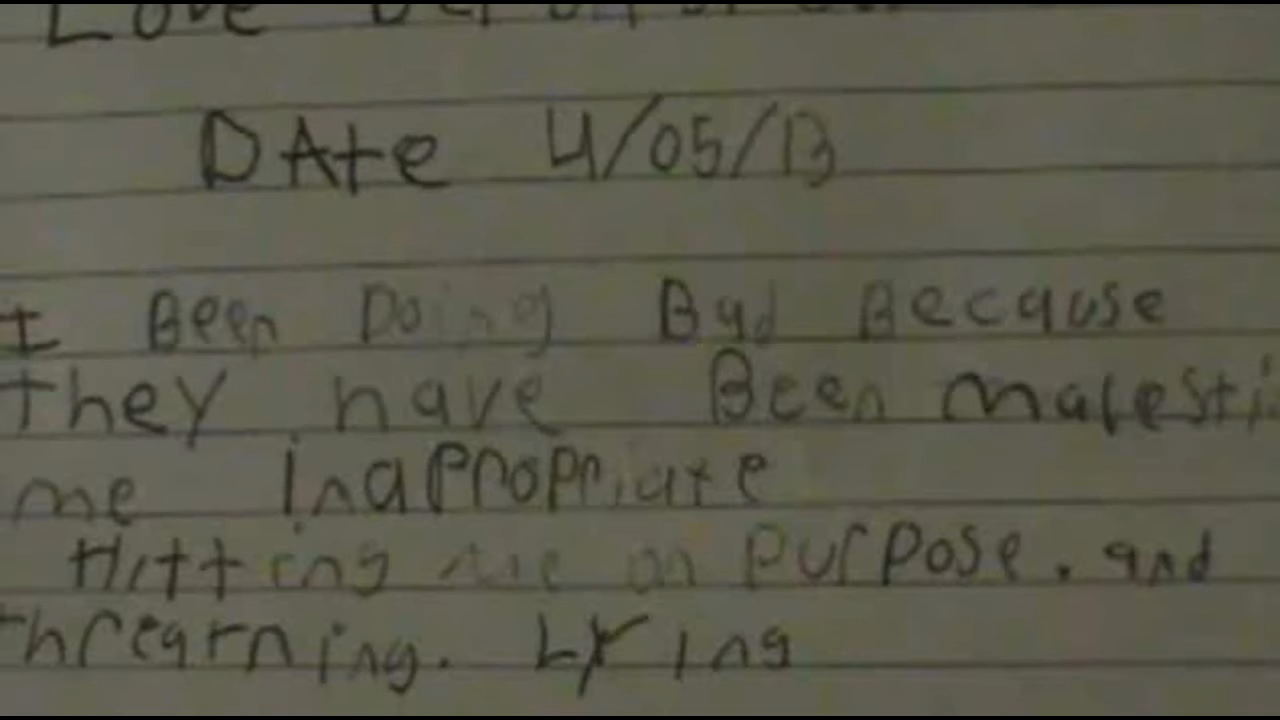 Love
DAte 4/05/13
I Been Doing Bad Because
they have Been malesti
me inappropriate
Hitting me on purpose. and
threarning. Lying